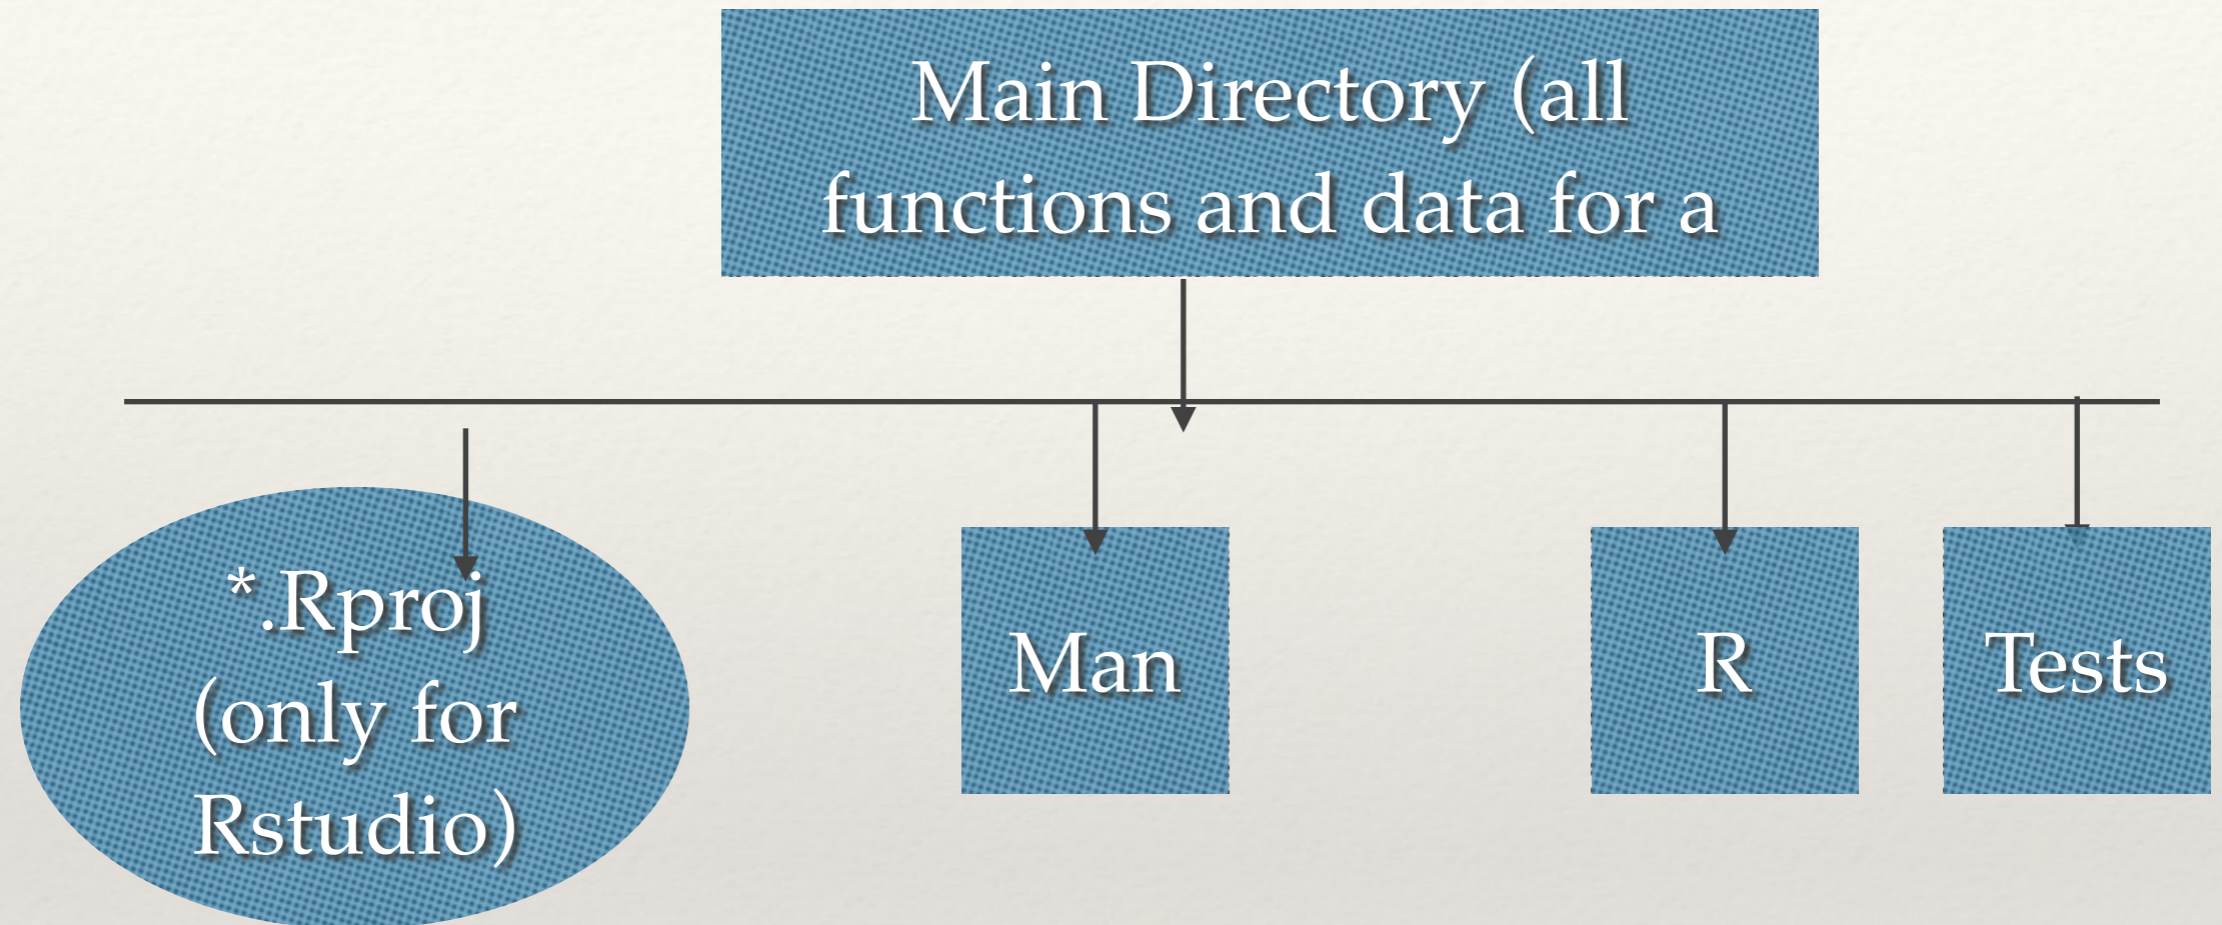 Main Directory (all
functions and data for a
*.Rproj
(only for
Rstudio)
Man
R
Tests